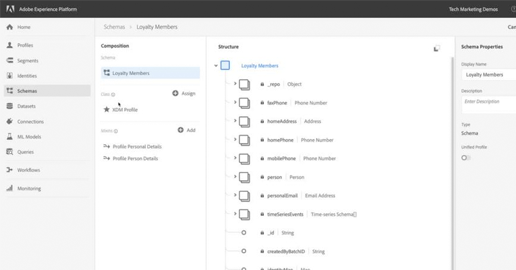 Adobe Experience Platform
Tech Marketing Demos
Home
Profiles
Segments
Identities
Schemas
Datasets
Connections
ML Models
Queries
Workflows
Monitoring
Schemas > Loyalty Members
Composition
Schema
Loyalty Members
Class
Assign
XDM Profile
Add
Profile Personal Details
Profile Person Details
Structure
Loyalty Members
_repo | Object
faxPhone | Phone Number
homeAddress | Address
homePhone | Phone Number
mobilePhone | Phone Number
person | Person
personalEmail | Email Address
timeSeriesEvents | Time-series Schema[]
_id | String
createdByBatchID | String
Schema Properties
Display Name
Loyalty Members
Description
Enter Description
Type
Schema
Unified Profile